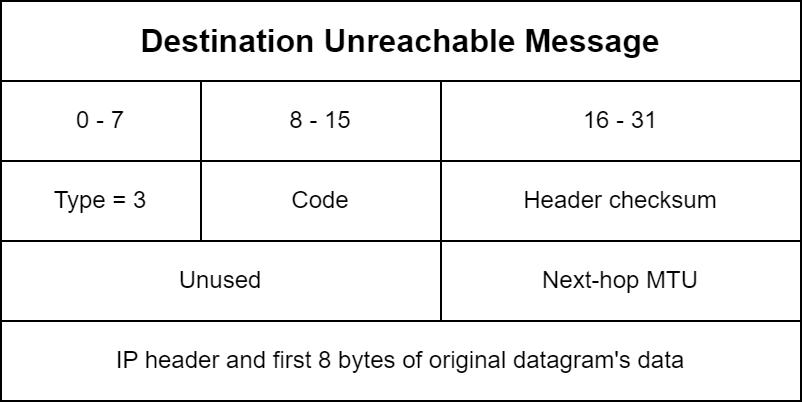 Destination Unreachable Message
0 - 7
8 - 15
16 - 31
Type = 3
Code
Header checksum
Unused
Next-hop MTU
IP header and first 8 bytes of original datagram's data